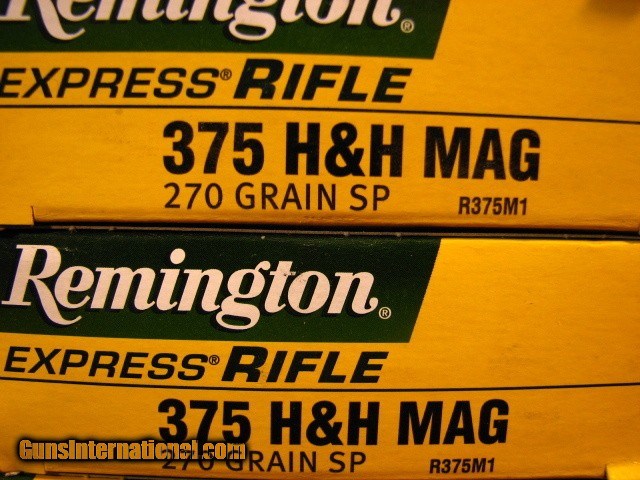 Remington®
EXPRESS® RIFLE
375 H&H MAG
270 GRAIN SP R375M1
Remington®
EXPRESS® RIFLE
375 H&H MAG
270 GRAIN SP R375M1
GunsInternational.com